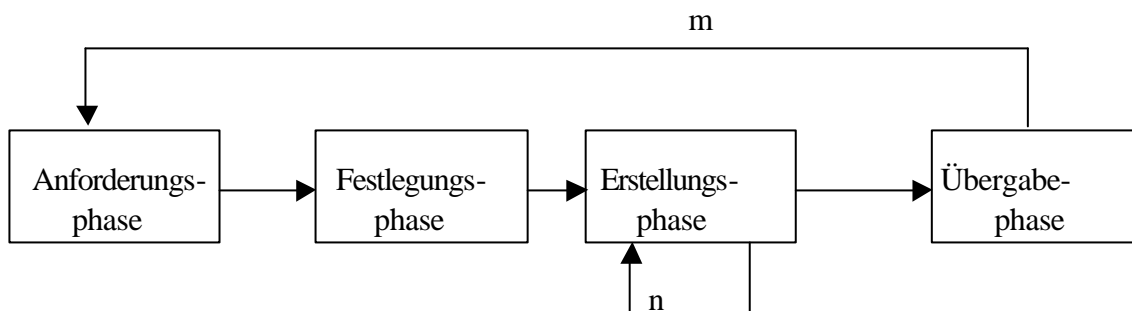 m
Anforderungs-
phase
Festlegungs-
phase
Erstellungs-
phase
Übergabe-
phase
n